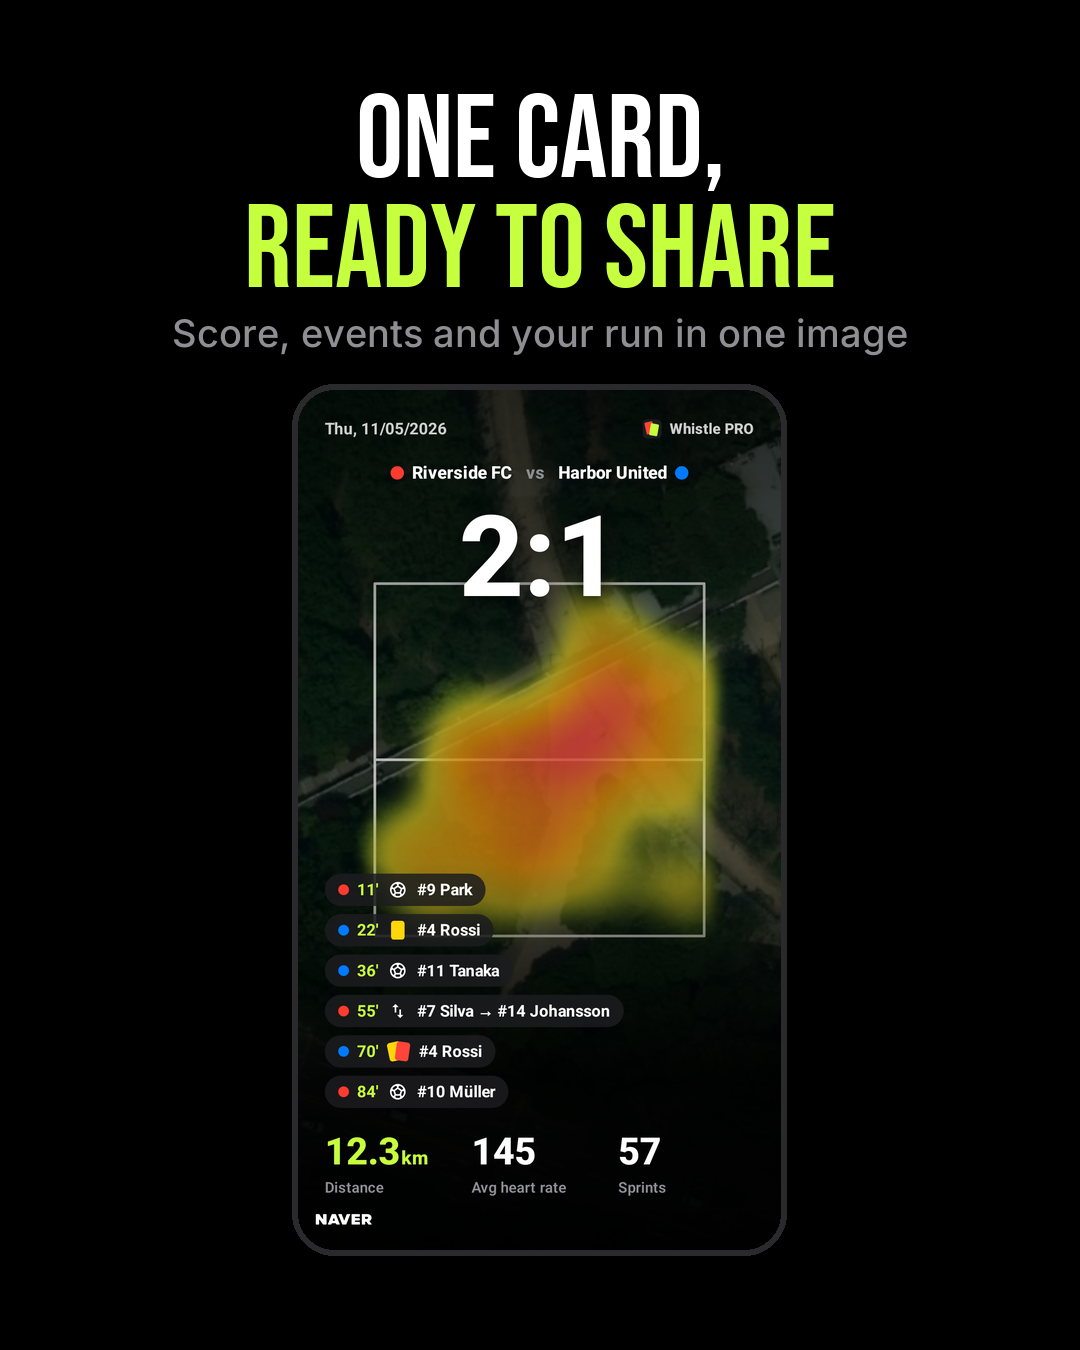 ONE CARD,
READY TO SHARE
Score, events and your run in one image
Thu, 11/05/2026
Whistle PRO
Riverside FC vs Harbor United
2:1
11' #9 Park
22' #4 Rossi
36' #11 Tanaka
55' #7 Silva → #14 Johansson
70' #4 Rossi
84' #10 Müller
12.3km 145 57
Distance Avg heart rate Sprints
NAVER